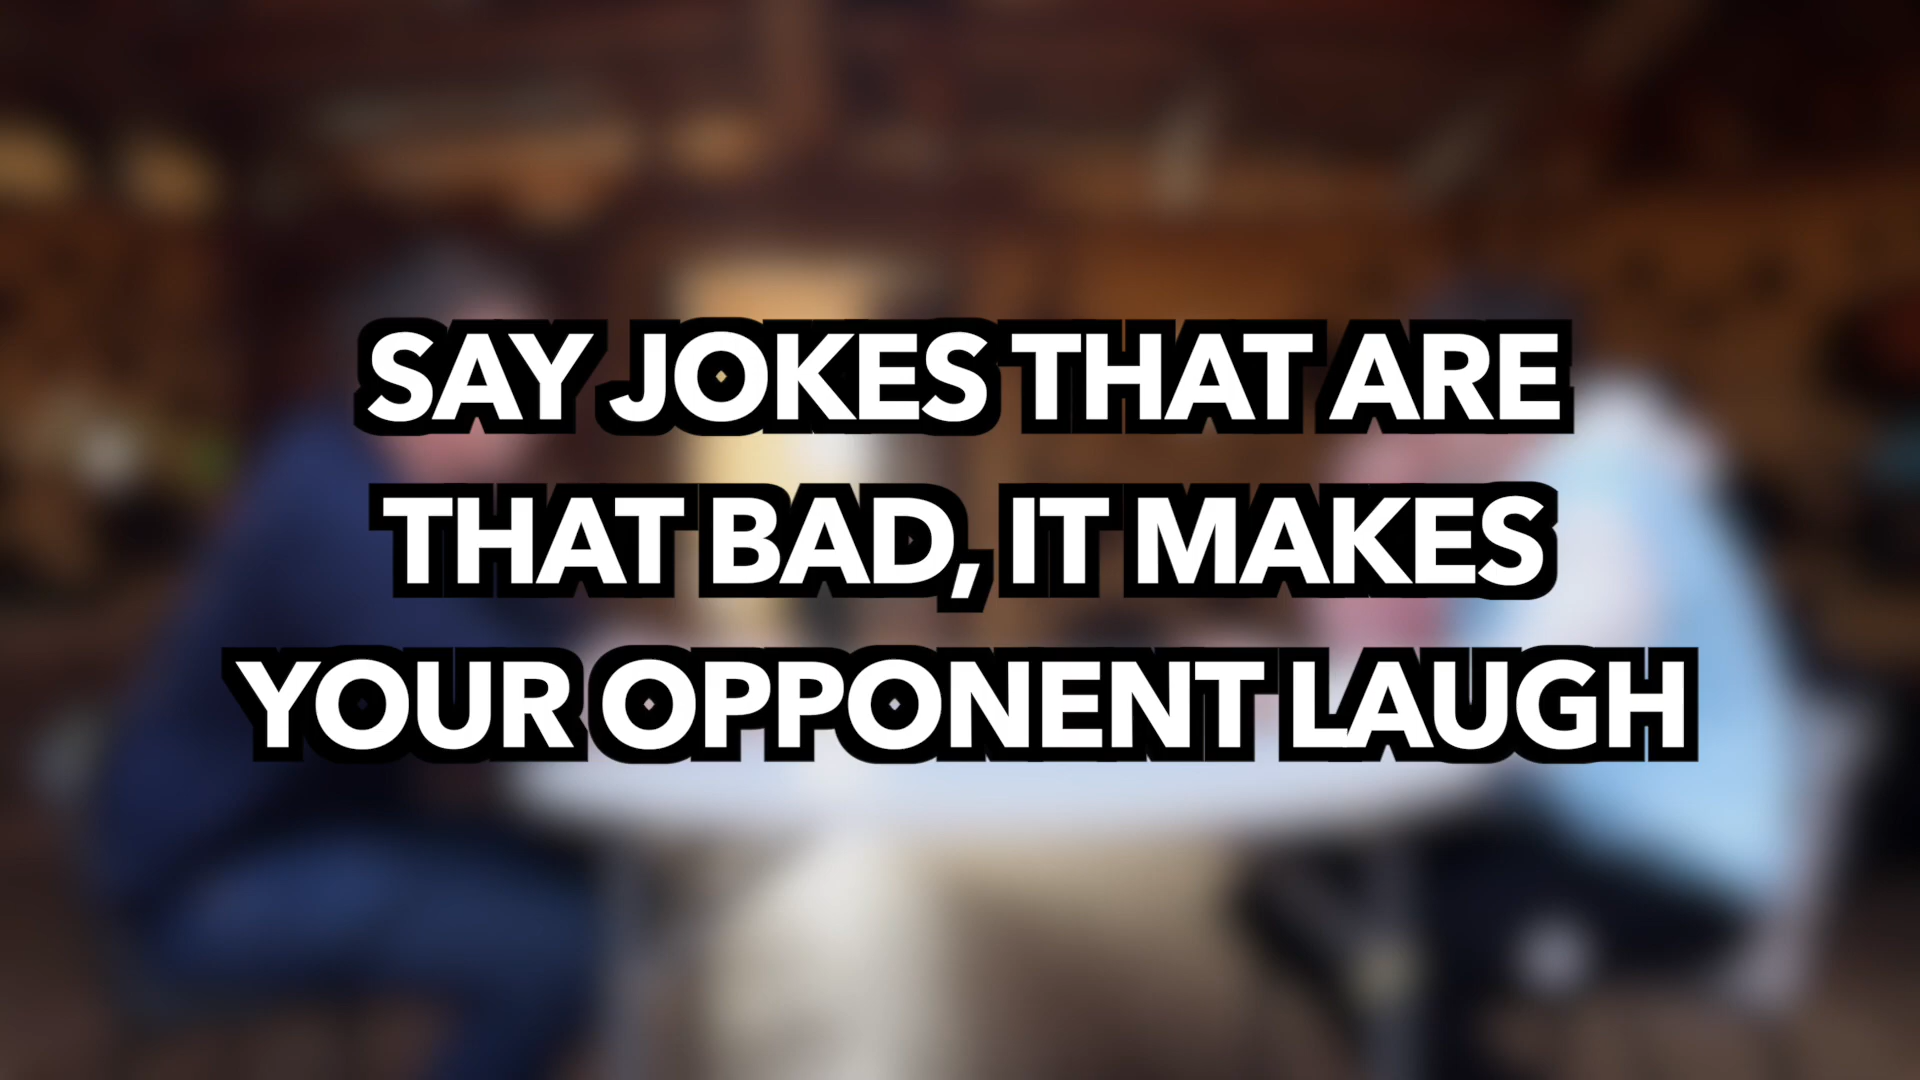 SAY JOKES THAT ARE
THAT BAD, IT MAKES
YOUR OPPONENT LAUGH